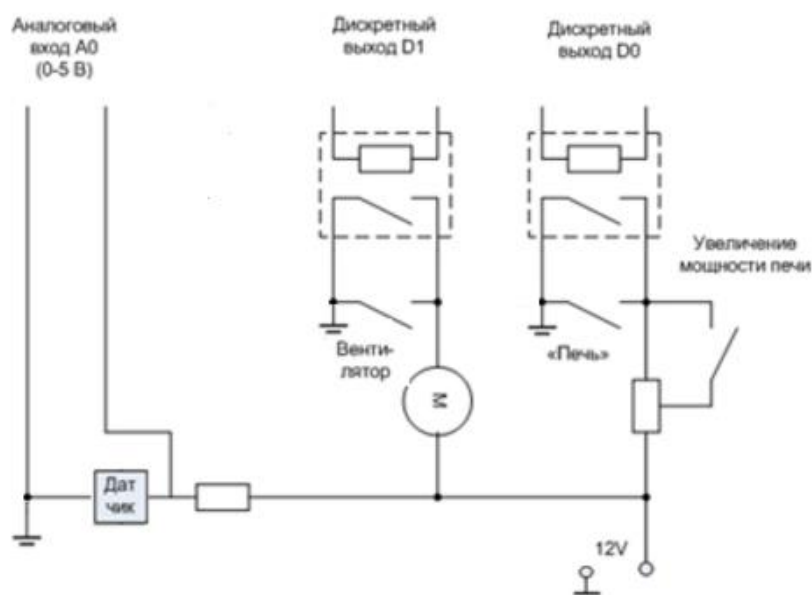 Аналоговый
вход A0
(0-5 В)
Дискретный
выход D1
Дискретный
выход D0
Увеличение
мощности печи
Венти-
лятор
«Печь»
M
Дат
чик
12V